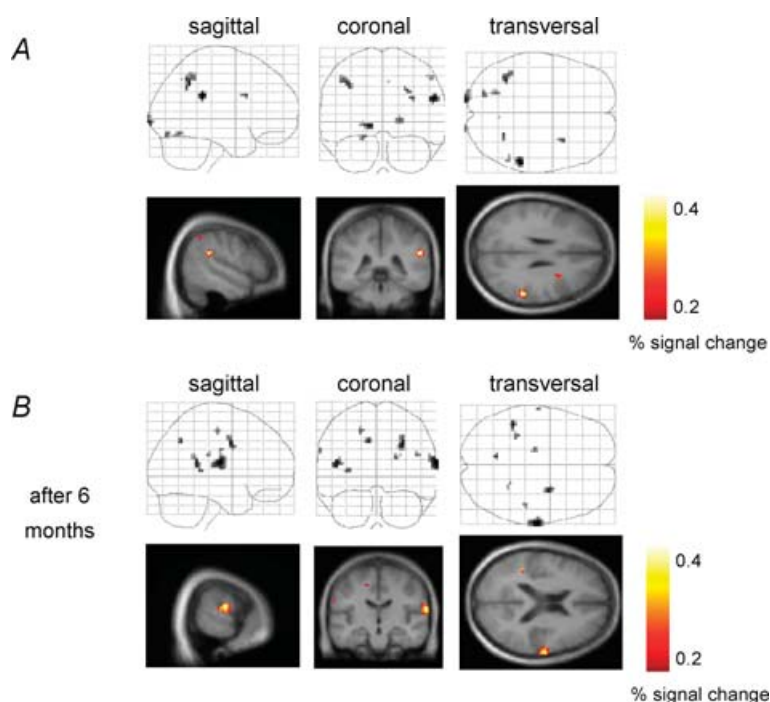 A
sagittal coronal transversal
0.4
0.2
% signal change
B
sagittal coronal transversal
after 6
months
0.4
0.2
% signal change